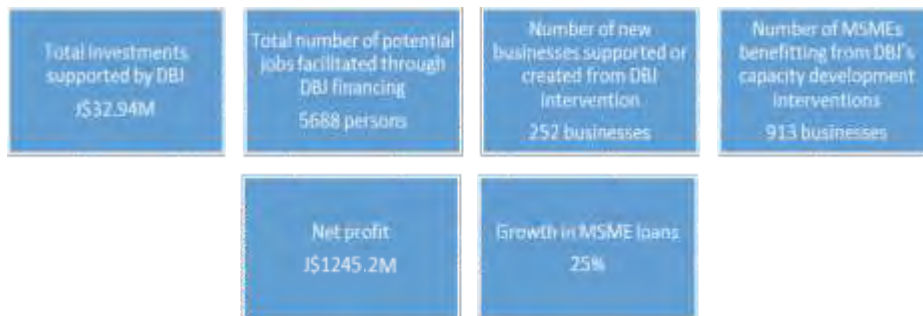 Total investments
supported by DBJ
J$32.94M
Total number of potential
jobs facilitated through
DBJ financing
5688 persons
Number of new
businesses supported or
created from DBJ
intervention
252 businesses
Number of MSMEs
benefitting from DBJ's
capacity development
interventions
913 businesses
Net profit
J$1245.2M
Growth in MSME loans
25%